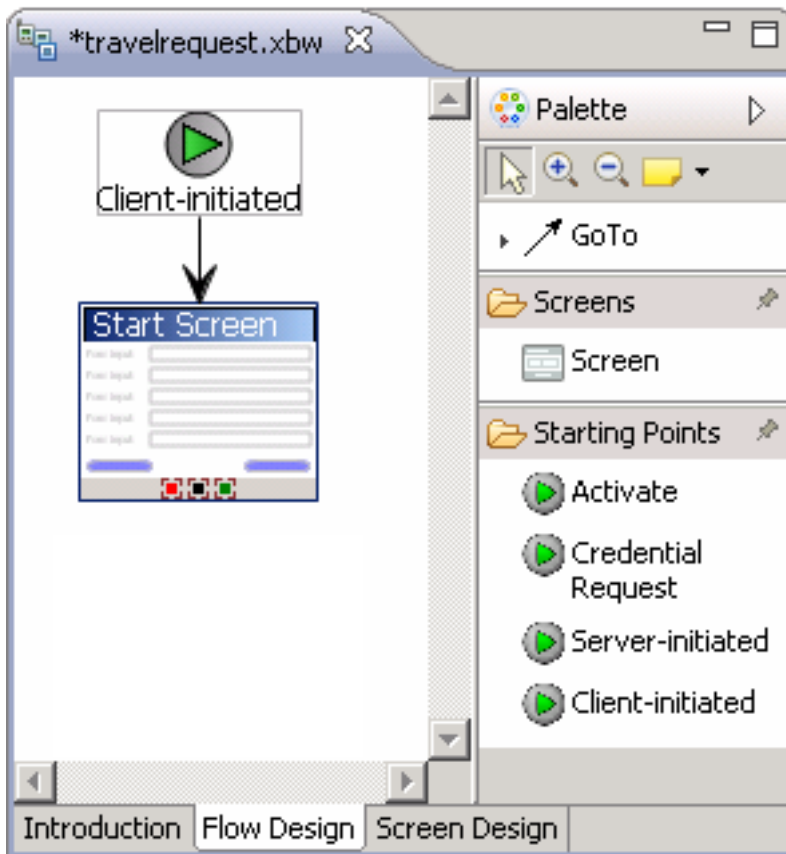 *travelrequest.xbw
Client-initiated
Start Screen
Palette
GoTo
Screens
Screen
Starting Points
Activate
Credential
Request
Server-initiated
Client-initiated
Introduction
Flow Design
Screen Design